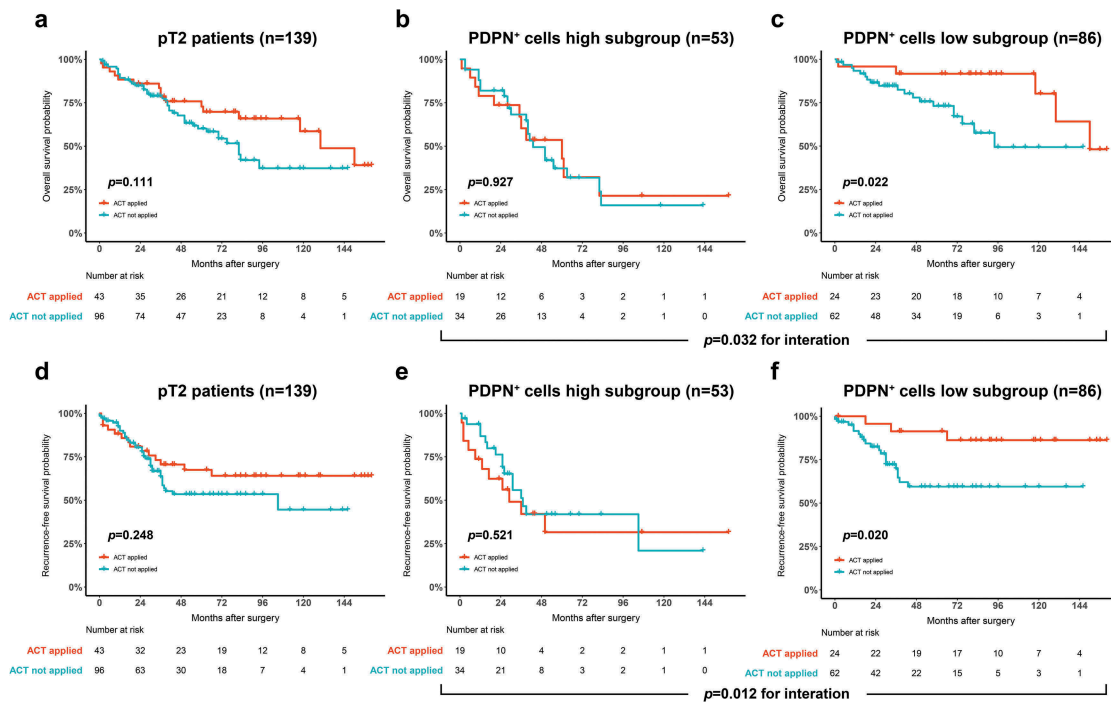 a
pT2 patients (n=139)
Overall survival probability
100%
75%
50%
25%
0%
p=0.111
ACT applied
ACT not applied
0 24 48 72 96 120 144
Months after surgery
Number at risk
ACT applied 43 35 26 21 12 8 5
ACT not applied 96 74 47 23 8 4 1
b
PDPN⁺ cells high subgroup (n=53)
Overall survival probability
100%
75%
50%
25%
0%
p=0.927
ACT applied
ACT not applied
0 24 48 72 96 120 144
Months after surgery
Number at risk
ACT applied 19 12 6 3 2 1 1
ACT not applied 34 26 13 4 2 1 0
c
PDPN⁺ cells low subgroup (n=86)
Overall survival probability
100%
75%
50%
25%
0%
p=0.022
ACT applied
ACT not applied
0 24 48 72 96 120 144
Months after surgery
Number at risk
ACT applied 24 23 20 18 10 7 4
ACT not applied 62 48 34 19 6 3 1
p=0.032 for interation
d
pT2 patients (n=139)
Recurrence-free survival probability
100%
75%
50%
25%
0%
p=0.248
ACT applied
ACT not applied
0 24 48 72 96 120 144
Months after surgery
Number at risk
ACT applied 43 32 23 19 12 8 5
ACT not applied 96 63 30 18 7 4 1
e
PDPN⁺ cells high subgroup (n=53)
Recurrence-free survival probability
100%
75%
50%
25%
0%
p=0.521
ACT applied
ACT not applied
0 24 48 72 96 120 144
Months after surgery
Number at risk
ACT applied 19 10 4 2 2 1 1
ACT not applied 34 21 8 3 2 1 0
f
PDPN⁺ cells low subgroup (n=86)
Recurrence-free survival probability
100%
75%
50%
25%
0%
p=0.020
ACT applied
ACT not applied
0 24 48 72 96 120 144
Months after surgery
Number at risk
ACT applied 24 22 19 17 10 7 4
ACT not applied 62 42 22 15 5 3 1
p=0.012 for interation